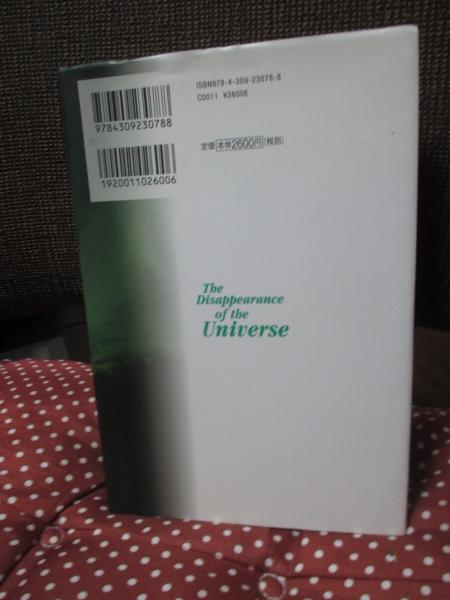 ISBN978-4-309-23078-8
C0011 ¥2600E
9784309230788
定価 本体2600円(税別)
1920011026006
The
Disappearance
of the
Universe